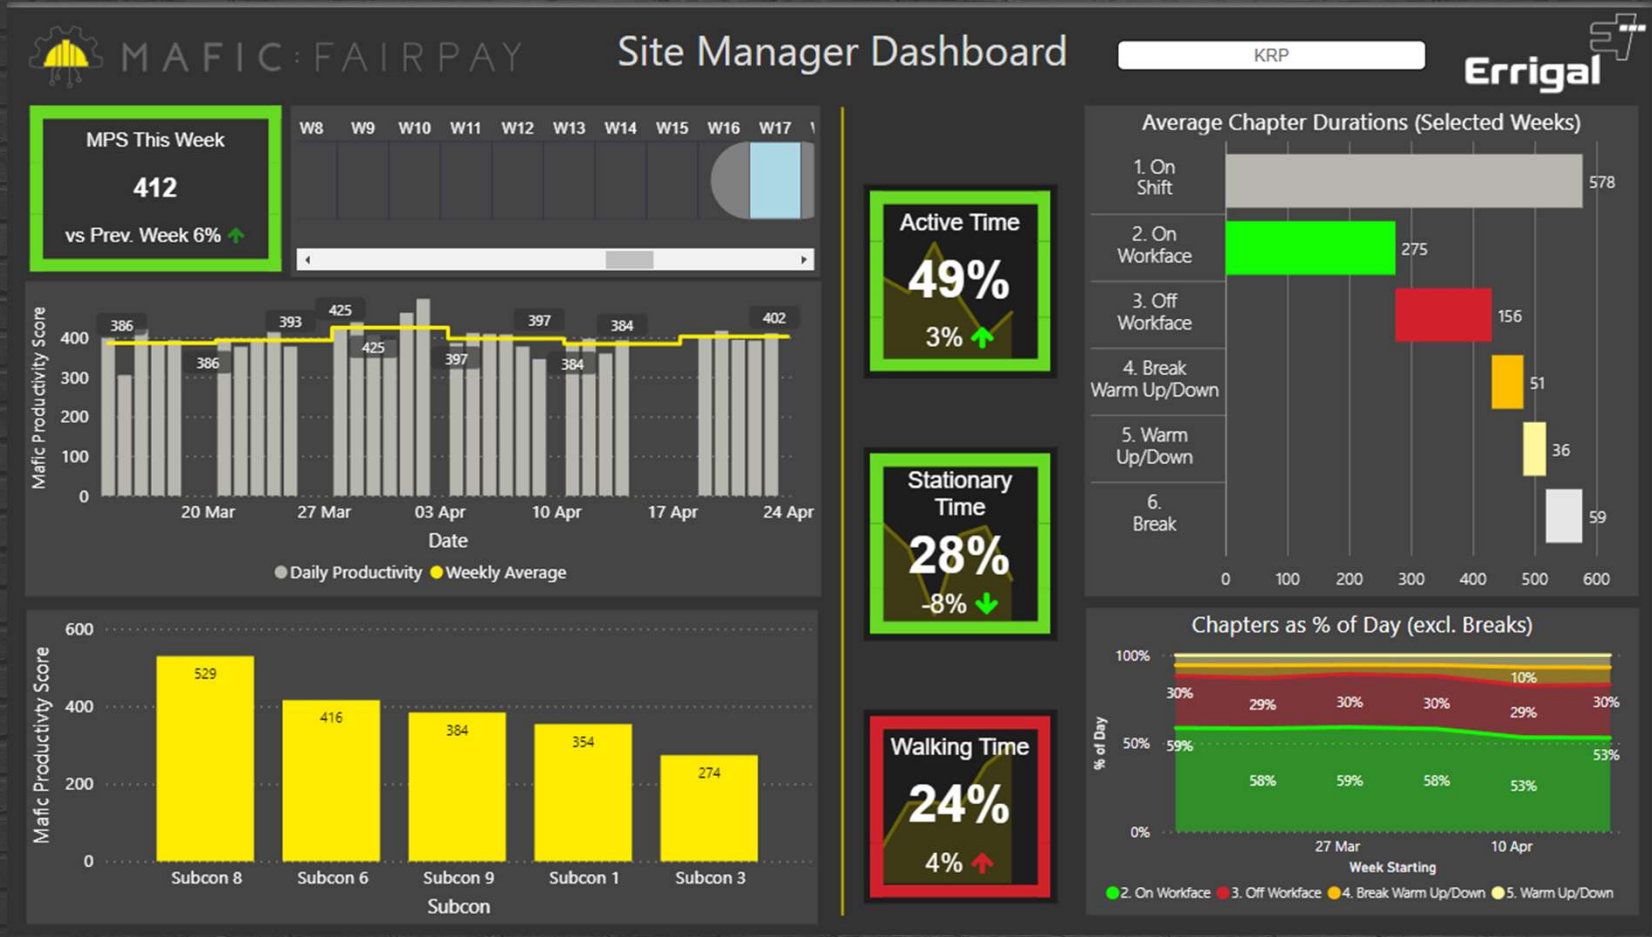 MAFIC:FAIRPAY
Site Manager Dashboard
KRP
Errigal
MPS This Week
412
vs Prev. Week 6%
W8 W9 W10 W11 W12 W13 W14 W15 W16 W17
Mafic Productivity Score
400
300
200
100
0
386
386
393
425
425
397
397
384
384
402
20 Mar 27 Mar 03 Apr 10 Apr 17 Apr 24 Apr
Date
Daily Productivity Weekly Average
Mafic Productivity Score
600
400
200
0
529
416
384
354
274
Subcon 8 Subcon 6 Subcon 9 Subcon 1 Subcon 3
Subcon
Active Time
49%
3%
Stationary
Time
28%
-8%
Walking Time
24%
4%
Average Chapter Durations (Selected Weeks)
1. On
Shift
578
2. On
Workface
275
3. Off
Workface
156
4. Break
Warm Up/Down
51
5. Warm
Up/Down
36
6.
Break
59
0 100 200 300 400 500 600
Chapters as % of Day (excl. Breaks)
% of Day
100%
50%
0%
10%
30% 29% 30% 30% 29% 30%
59% 58% 59% 58% 53% 53%
27 Mar 10 Apr
Week Starting
2. On Workface 3. Off Workface 4. Break Warm Up/Down 5. Warm Up/Down